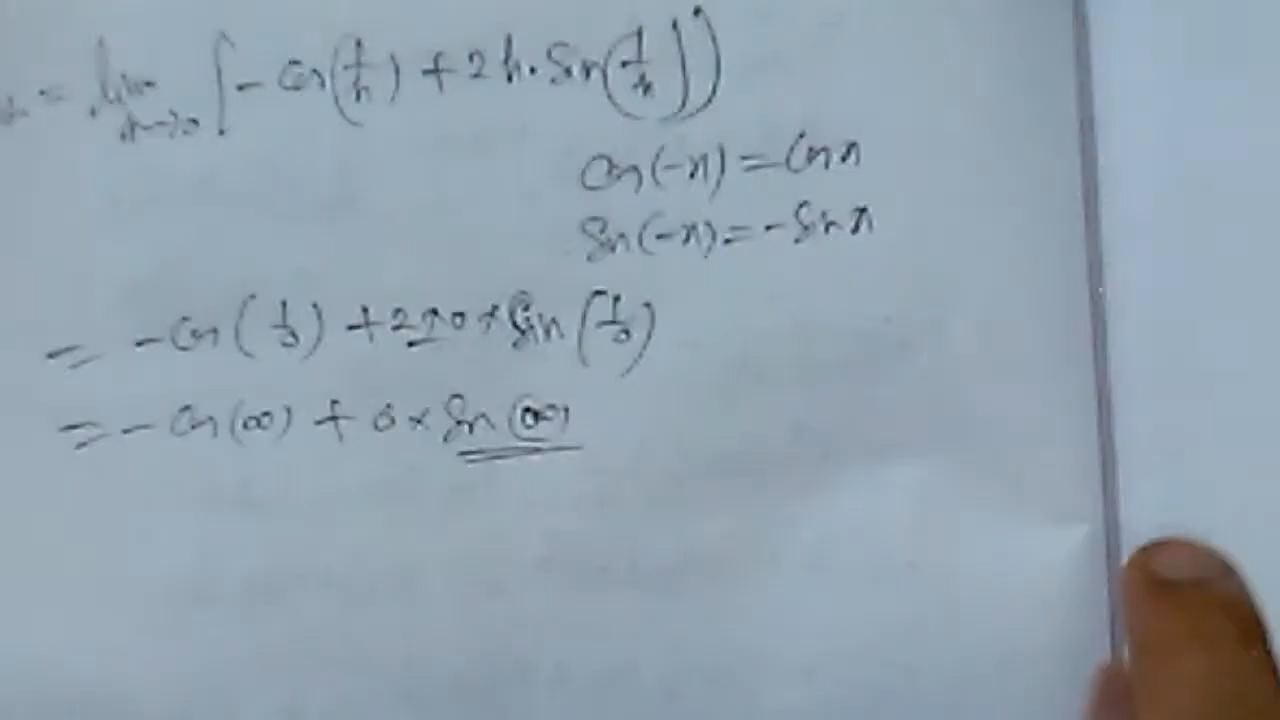 = lim h→0 [-cos(1/h) + 2h.sin(1/h)]
cos(-x) = cos x
sin(-x) = -sin x
= -cos(1/0) + 2×0×sin(1/0)
= -cos(∞) + 0×sin(∞)